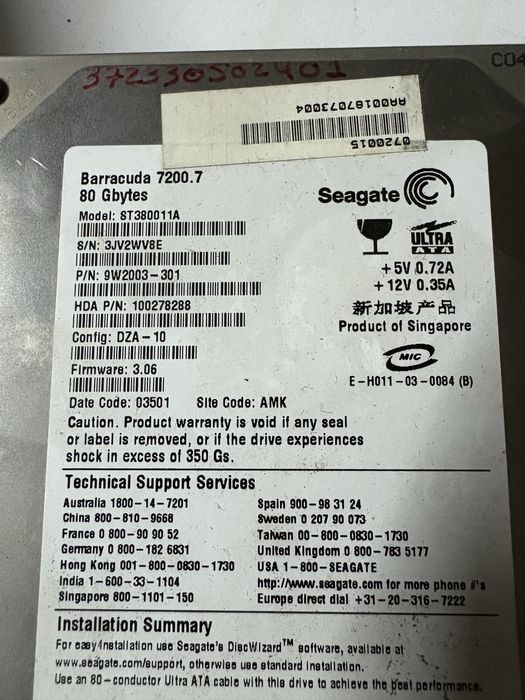 372330502401
C04
AA00187073004
0720015
Barracuda 7200.7
80 Gbytes
Seagate
Model: ST380011A
S/N: 3JV2WV8E
P/N: 9W2003-301
HDA P/N: 100278288
Config: DZA-10
Firmware: 3.06
Date Code: 03501 Site Code: AMK
ULTRA
ATA
+5V 0.72A
+12V 0.35A
新加坡产品
Product of Singapore
MIC
E-H011-03-0084 (B)
Caution. Product warranty is void if any seal
or label is removed, or if the drive experiences
shock in excess of 350 Gs.
Technical Support Services
Australia 1800-14-7201
China 800-810-9668
France 0 800-90 90 52
Germany 0 800-182 6831
Hong Kong 001-800-0830-1730
India 1-600-33-1104
Singapore 800-1101-150
Spain 900-98 31 24
Sweden 0 207 90 073
Taiwan 00-800-0830-1730
United Kingdom 0 800-783 5177
USA 1-800-SEAGATE
http://www.seagate.com for more phone #'s
Europe direct dial +31-20-316-7222
Installation Summary
For easy installation use Seagate's DiscWizard™ software, available at
www.seagate.com/support, otherwise use standard installation.
Use an 80-conductor Ultra ATA cable with this drive to achieve the best performance.